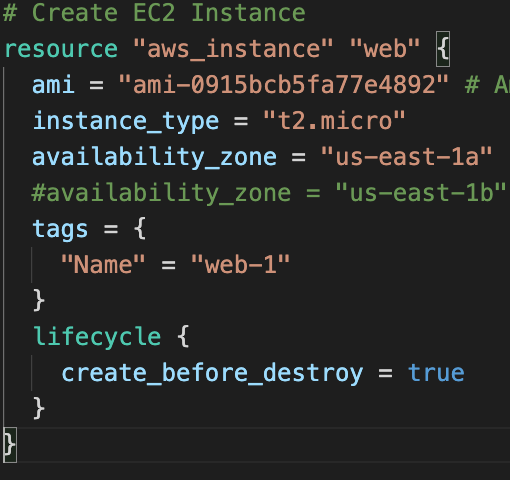 # Create EC2 Instance
resource "aws_instance" "web" {
ami = "ami-0915bcb5fa77e4892" #
instance_type = "t2.micro"
availability_zone = "us-east-1a"
#availability_zone = "us-east-1b"
tags = {
"Name" = "web-1"
}
lifecycle {
create_before_destroy = true
}
}